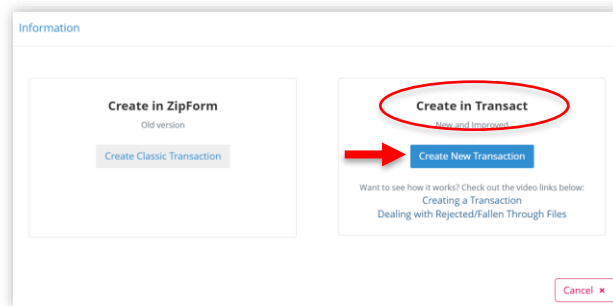 Information
Create in ZipForm
Old version
Create Classic Transaction
Create in Transact
New and Improved
Create New Transaction
Want to see how it works? Check out the video links below:
Creating a Transaction
Dealing with Rejected/Fallen Through Files
Cancel ×